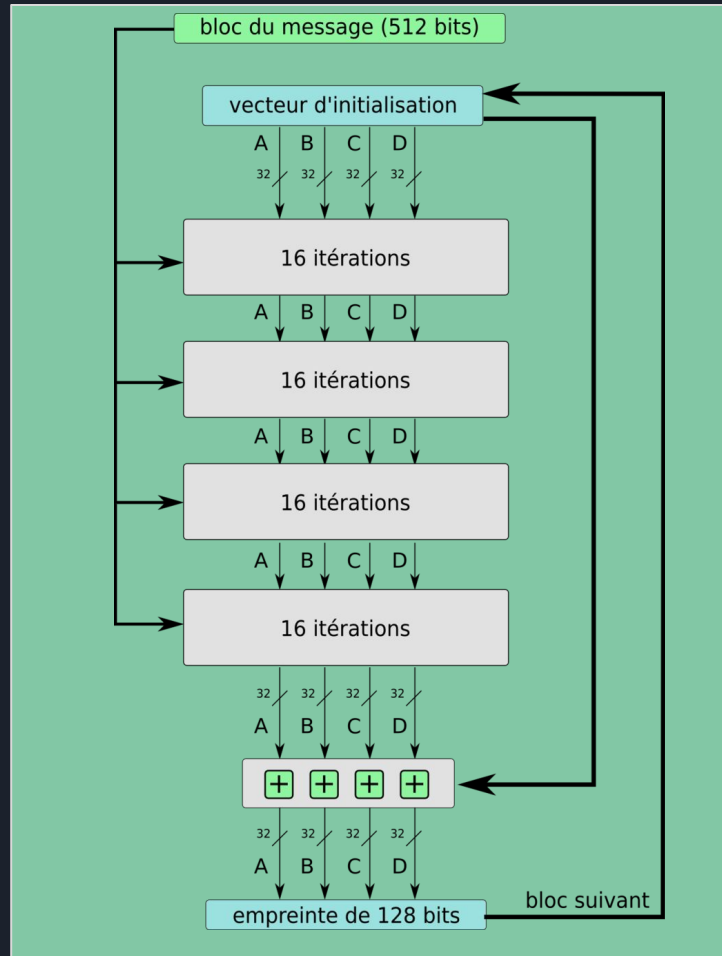 bloc du message (512 bits)
vecteur d'initialisation
A B C D
32 32 32 32
16 itérations
A B C D
16 itérations
A B C D
16 itérations
A B C D
16 itérations
32 32 32 32
A B C D
+ + + +
32 32 32 32
A B C D
bloc suivant
empreinte de 128 bits